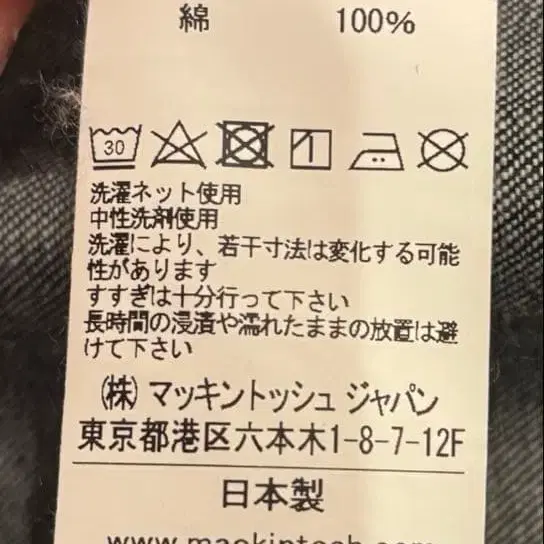 綿 100%
30
洗濯ネット使用
中性洗剤使用
洗濯により、若干寸法は変化する可能
性があります
すすぎは十分行って下さい
長時間の浸漬や濡れたままの放置は避
けて下さい
(株) マッキントッシュ ジャパン
東京都港区六本木1-8-7-12F
日本製